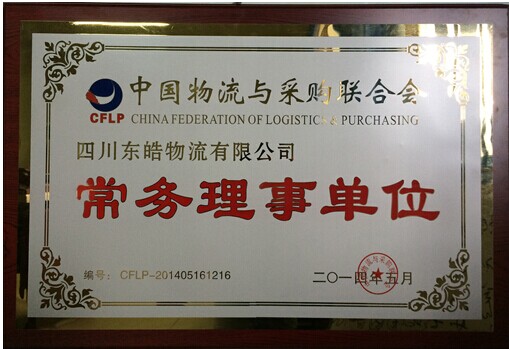 中国物流与采购联合会
CFLP CHINA FEDERATION OF LOGISTICS & PURCHASING
四川东皓物流有限公司
常务理事单位
编号：CFLP-201405161216
二〇一四年五月